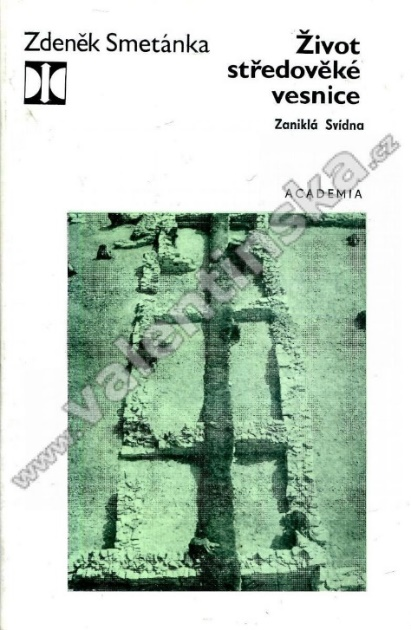 Zdeněk Smetánka
Život
středověké
vesnice
Zaniklá Svídna
ACADEMIA
www.valentinska.cz